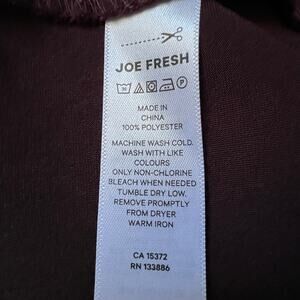 JOE FRESH
MADE IN
CHINA
100% POLYESTER
MACHINE WASH COLD.
WASH WITH LIKE
COLOURS
ONLY NON-CHLORINE
BLEACH WHEN NEEDED
TUMBLE DRY LOW.
REMOVE PROMPTLY
FROM DRYER
WARM IRON
CA 15372
RN 133886